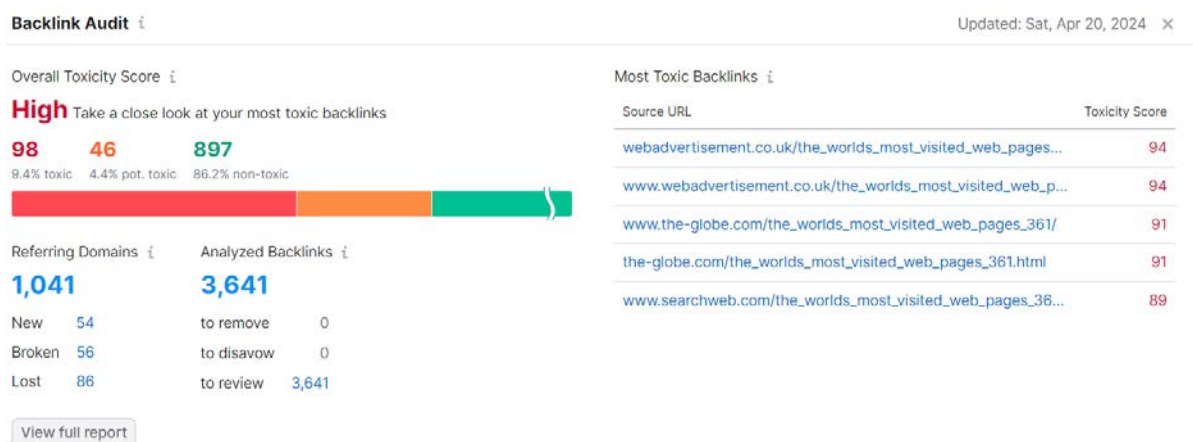 Backlink Audit i
Updated: Sat, Apr 20, 2024 ×
Overall Toxicity Score i
High Take a close look at your most toxic backlinks
98 46 897
9.4% toxic 4.4% pot. toxic 86.2% non-toxic
Referring Domains i Analyzed Backlinks i
1,041 3,641
New 54 to remove 0
Broken 56 to disavow 0
Lost 86 to review 3,641
View full report
Most Toxic Backlinks i
Source URL Toxicity Score
webadvertisement.co.uk/the_worlds_most_visited_web_pages... 94
www.webadvertisement.co.uk/the_worlds_most_visited_web_p... 94
www.the-globe.com/the_worlds_most_visited_web_pages_361/ 91
the-globe.com/the_worlds_most_visited_web_pages_361.html 91
www.searchweb.com/the_worlds_most_visited_web_pages_36... 89